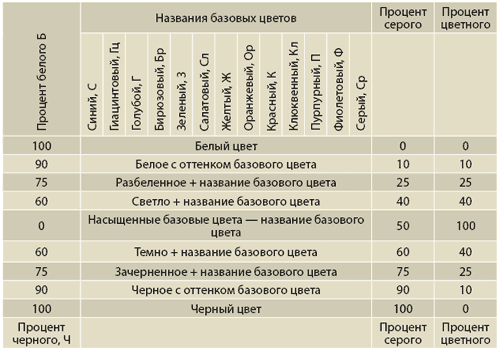 Процент белого Б
Названия базовых цветов
Процент
серого
Процент
цветного
Синий, С
Гиацинтовый, Гц
Голубой, Г
Бирюзовый, Бр
Зеленый, З
Салатовый, Сл
Желтый, Ж
Оранжевый, Ор
Красный, К
Клюквенный, Кл
Пурпурный, П
Фиолетовый, Ф
Серый, Ср
100 Белый цвет 0 0
90 Белое с оттенком базового цвета 10 10
75 Разбеленное + название базового цвета 25 25
60 Светло + название базового цвета 40 40
0 Насыщенные базовые цвета — название базового
цвета 50 100
60 Темно + название базового цвета 60 40
75 Зачерненное + название базового цвета 75 25
90 Черное с оттенком базового цвета 90 10
100 Черный цвет 100 0
Процент
черного, Ч
Процент
серого
Процент
цветного